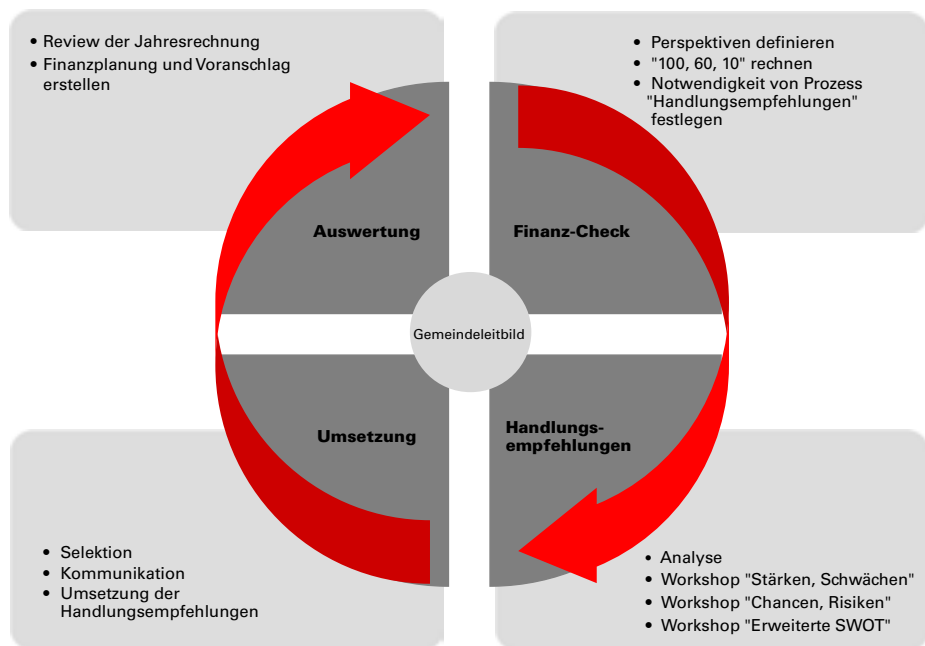 • Review der Jahresrechnung
• Finanzplanung und Voranschlag
erstellen
• Perspektiven definieren
• "100, 60, 10" rechnen
• Notwendigkeit von Prozess
"Handlungsempfehlungen"
festlegen
Auswertung
Finanz-Check
Gemeindeleitbild
Umsetzung
Handlungs-
empfehlungen
• Selektion
• Kommunikation
• Umsetzung der
Handlungsempfehlungen
• Analyse
• Workshop "Stärken, Schwächen"
• Workshop "Chancen, Risiken"
• Workshop "Erweiterte SWOT"